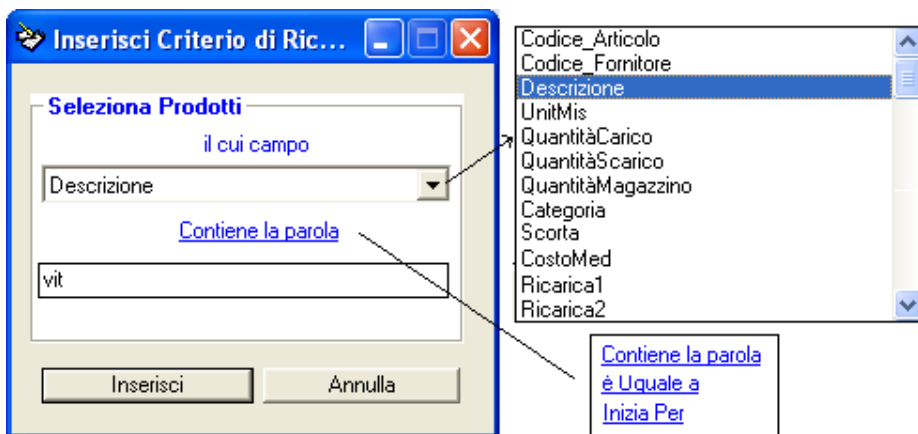 Inserisci Criterio di Ric...
Seleziona Prodotti
il cui campo
Descrizione
Contiene la parola
vit
Inserisci
Annulla
Codice_Articolo
Codice_Fornitore
Descrizione
UnitMis
QuantitàCarico
QuantitàScarico
QuantitàMagazzino
Categoria
Scorta
CostoMed
Ricarica1
Ricarica2
Contiene la parola
è Uguale a
Inizia Per